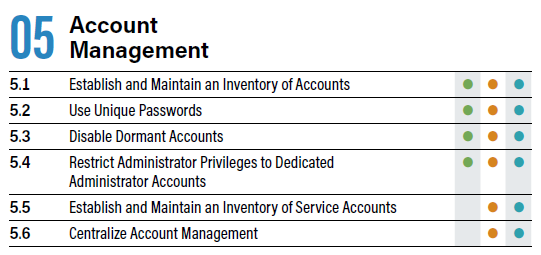 05 Account
Management
5.1 Establish and Maintain an Inventory of Accounts
5.2 Use Unique Passwords
5.3 Disable Dormant Accounts
5.4 Restrict Administrator Privileges to Dedicated
Administrator Accounts
5.5 Establish and Maintain an Inventory of Service Accounts
5.6 Centralize Account Management